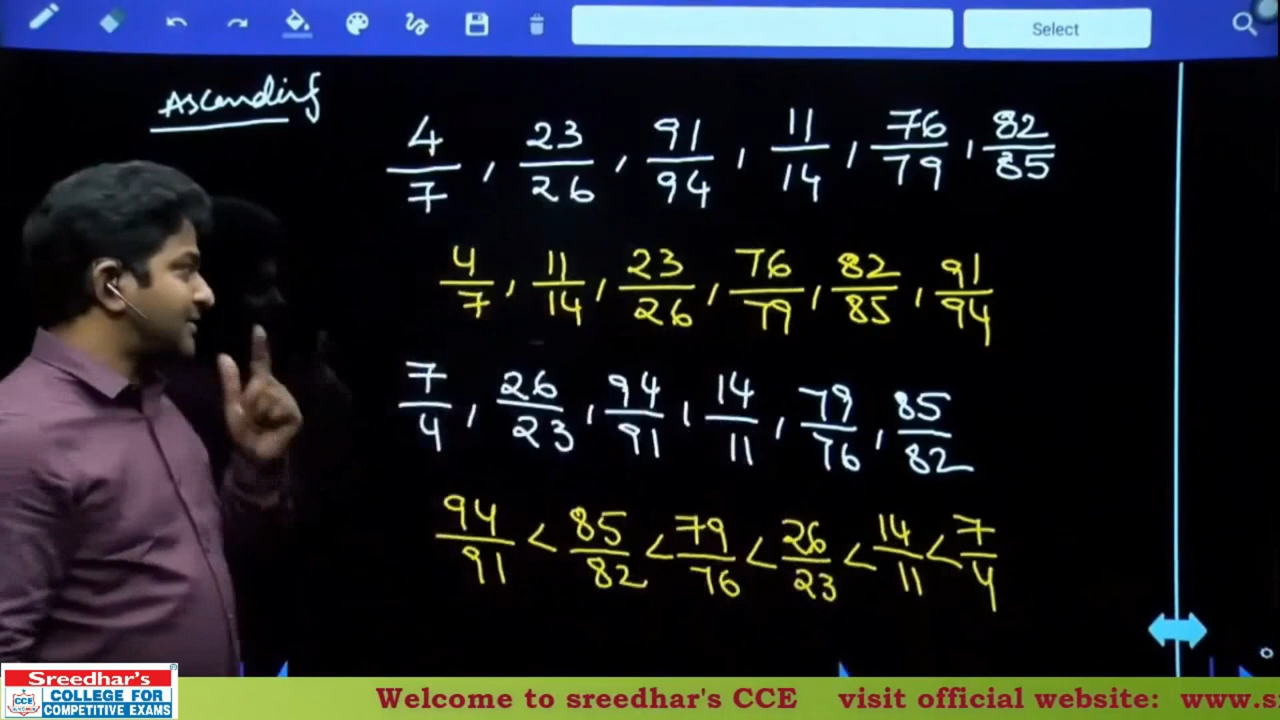 Select
Ascending
4/7, 23/26, 91/94, 11/14, 76/79, 82/85
4/7, 11/14, 23/26, 76/79, 82/85, 91/94
7/4, 26/23, 94/91, 14/11, 79/76, 85/82
94/91 < 85/82 < 79/76 < 26/23 < 14/11 < 7/4
Sreedhar's
CCE COLLEGE FOR
COMPETITIVE EXAMS
Welcome to sreedhar's CCE visit official website: www.s